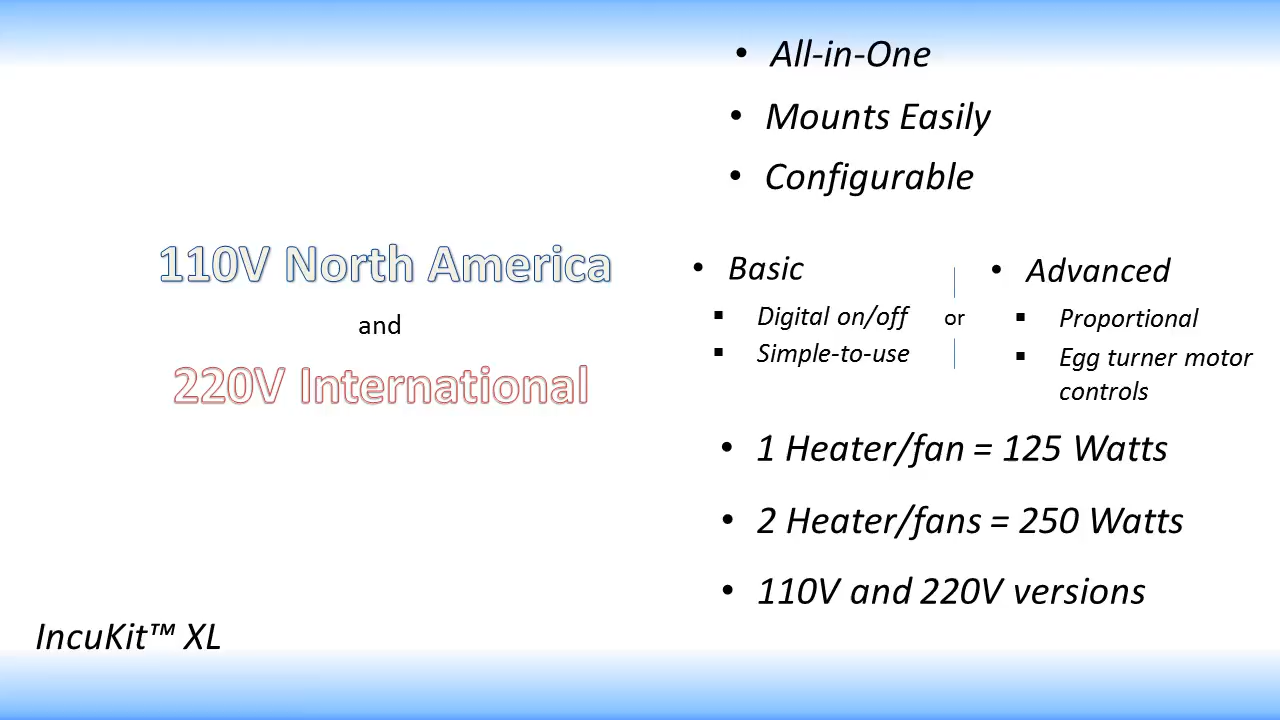 • All-in-One
• Mounts Easily
• Configurable
110V North America
and
220V International
• Basic
▪ Digital on/off
▪ Simple-to-use
or
• Advanced
▪ Proportional
▪ Egg turner motor
controls
• 1 Heater/fan = 125 Watts
• 2 Heater/fans = 250 Watts
• 110V and 220V versions
IncuKit™ XL